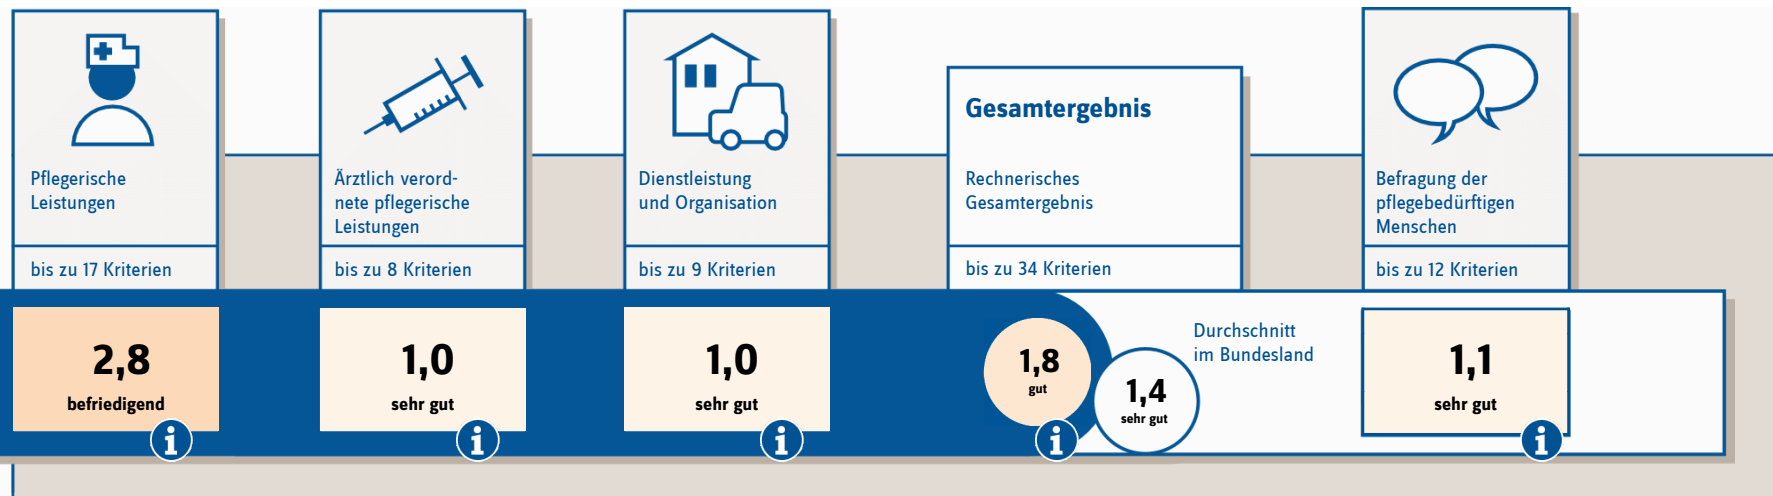 Pflegerische
Leistungen
bis zu 17 Kriterien
2,8
befriedigend
i
Ärztlich verord-
nete pflegerische
Leistungen
bis zu 8 Kriterien
1,0
sehr gut
i
Dienstleistung
und Organisation
bis zu 9 Kriterien
1,0
sehr gut
i
Gesamtergebnis
Rechnerisches
Gesamtergebnis
bis zu 34 Kriterien
1,8
gut
i
1,4
sehr gut
Durchschnitt
im Bundesland
Befragung der
pflegebedürftigen
Menschen
bis zu 12 Kriterien
1,1
sehr gut
i